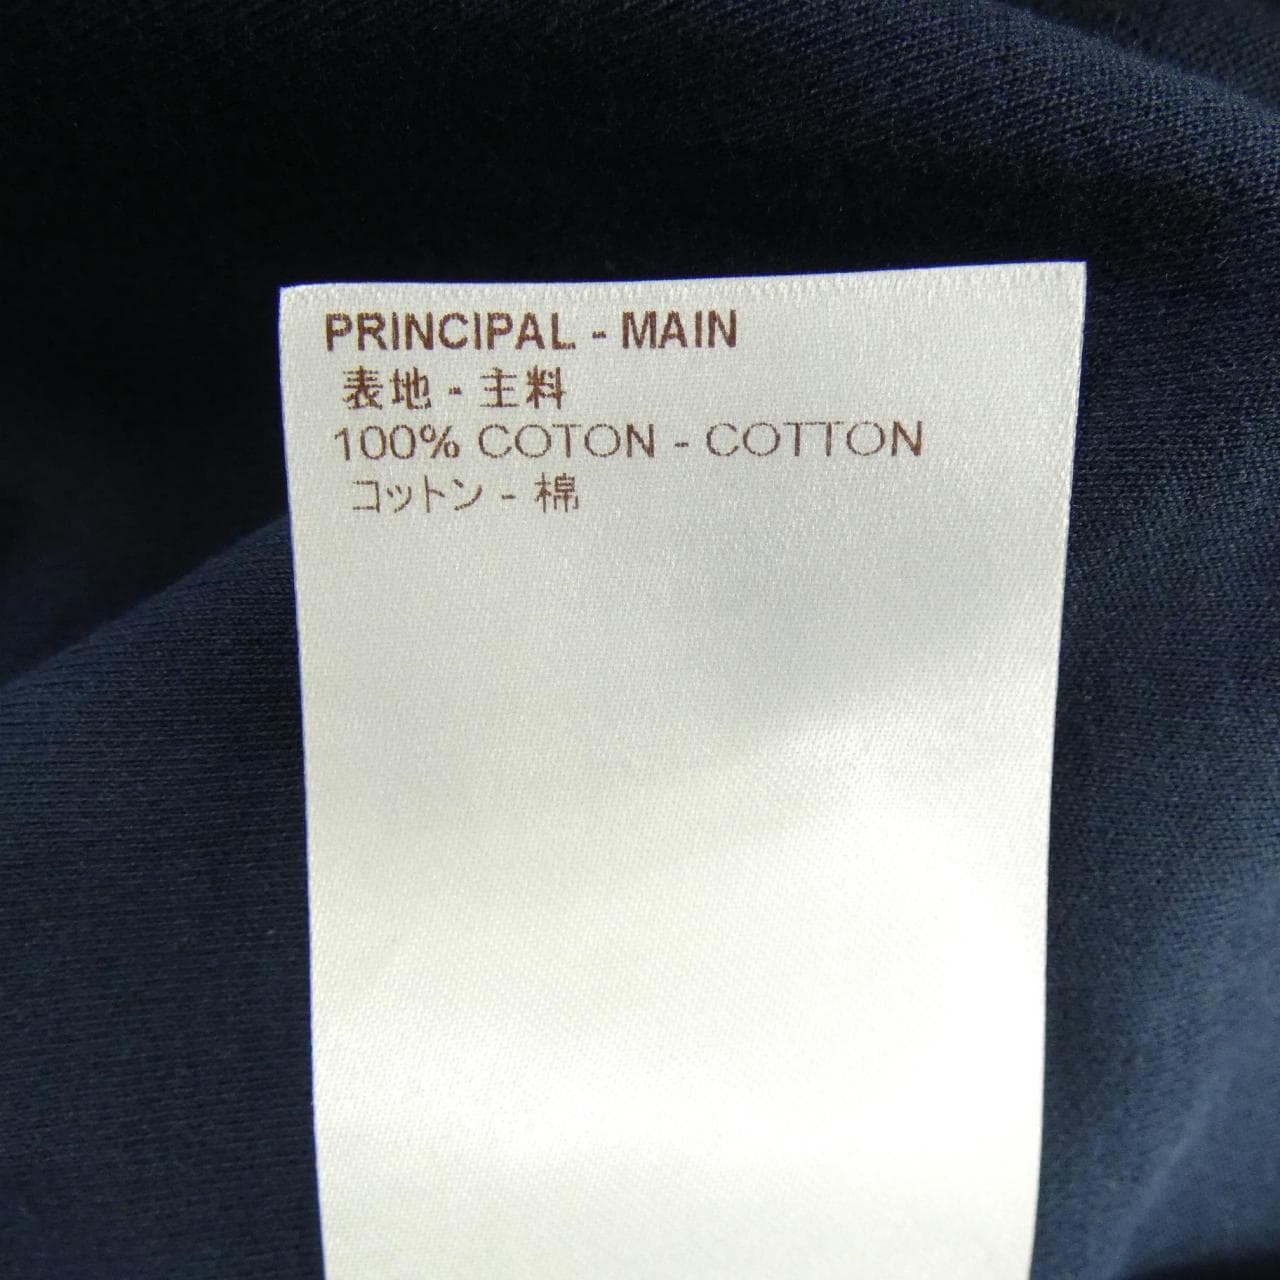 PRINCIPAL - MAIN
表地 - 主料
100% COTON - COTTON
コットン - 棉